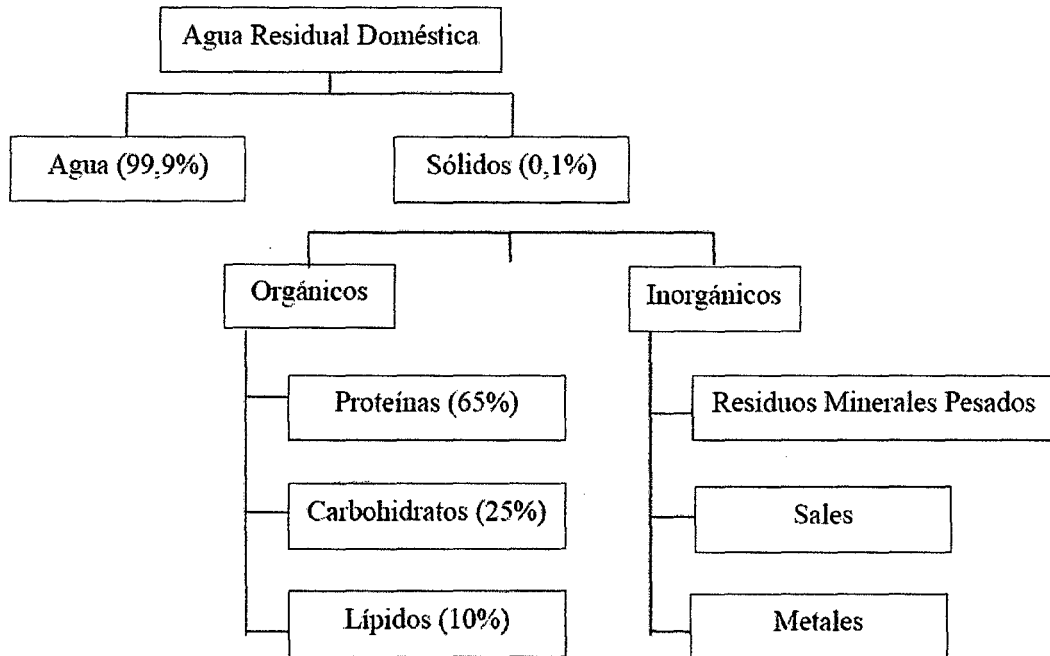 Agua Residual Doméstica
Agua (99,9%)
Sólidos (0,1%)
Orgánicos
Inorgánicos
Proteínas (65%)
Residuos Minerales Pesados
Carbohidratos (25%)
Sales
Lípidos (10%)
Metales